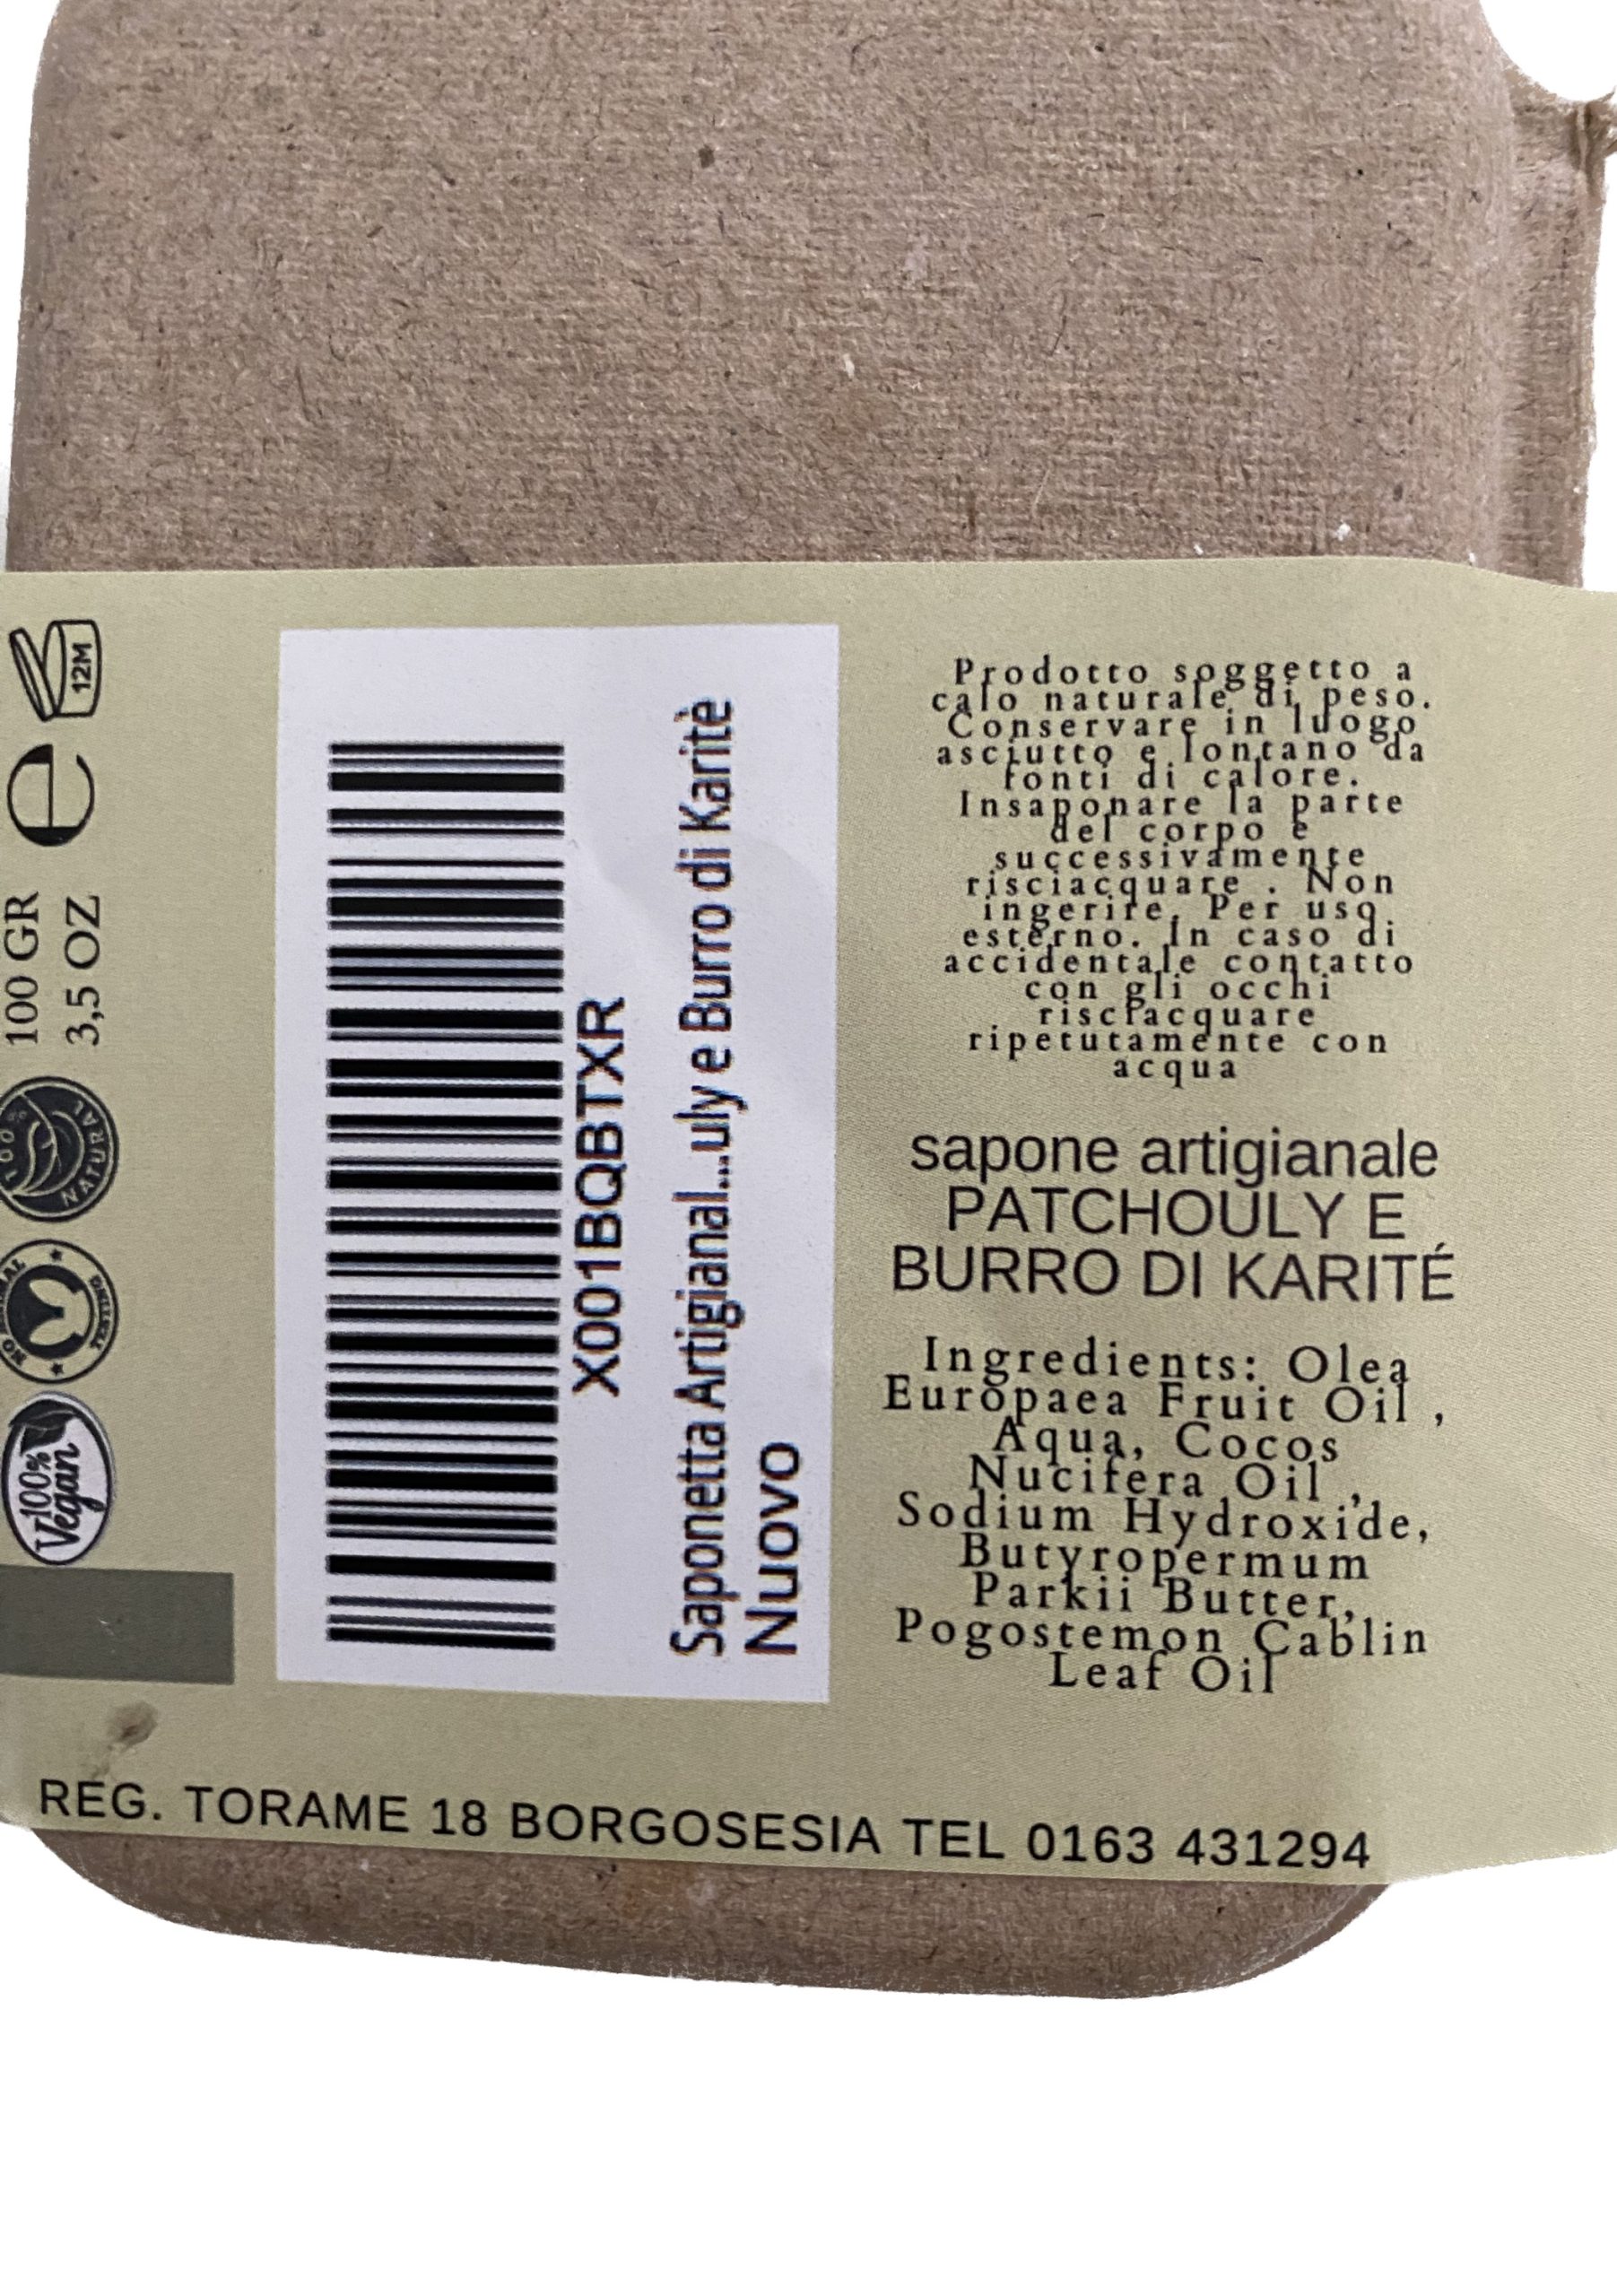 12M
e
100 GR
3,5 OZ
100%
NATURAL
NO ANIMAL
TESTING
100%
Vegan
X001BQBTXR
Saponetta Artigianal...uly e Burro di Karitè
Nuovo
Prodotto soggetto a
calo naturale di peso.
Conservare in luogo
asciutto e lontano da
fonti di calore.
Insaponare la parte
del corpo e
successivamente
risciacquare . Non
ingerire. Per uso
esterno. In caso di
accidentale contatto
con gli occhi
risciacquare
ripetutamente con
acqua
sapone artigianale
PATCHOULY E
BURRO DI KARITÉ
Ingredients: Olea
Europaea Fruit Oil ,
Aqua, Cocos
Nucifera Oil ,
Sodium Hydroxide,
Butyropermum
Parkii Butter,
Pogostemon Cablin
Leaf Oil
REG. TORAME 18 BORGOSESIA TEL 0163 431294